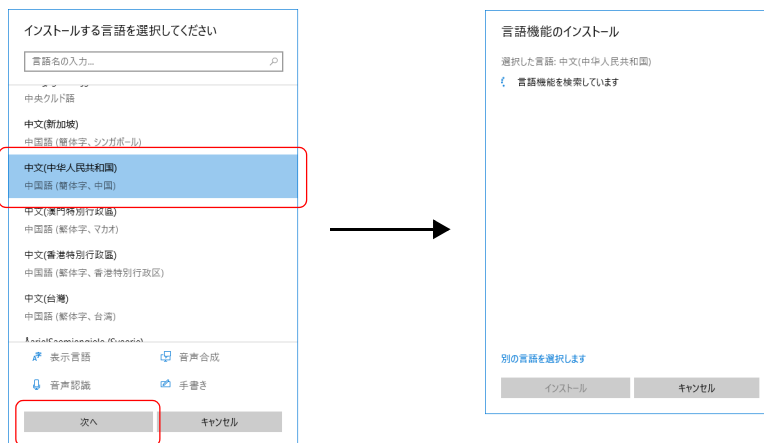 インストールする言語を選択してください
言語名の入力...
中央クルド語
中文(新加坡)
中国語 (簡体字、シンガポール)
中文(中华人民共和国)
中国語 (簡体字、中国)
中文(澳門特別行政區)
中国語 (繁体字、マカオ)
中文(香港特別行政區)
中国語 (繁体字、香港特別行政区)
中文(台灣)
中国語 (繁体字、台湾)
表示言語
音声合成
音声認識
手書き
次へ
キャンセル
言語機能のインストール
選択した言語: 中文(中华人民共和国)
言語機能を検索しています
別の言語を選択します
インストール
キャンセル